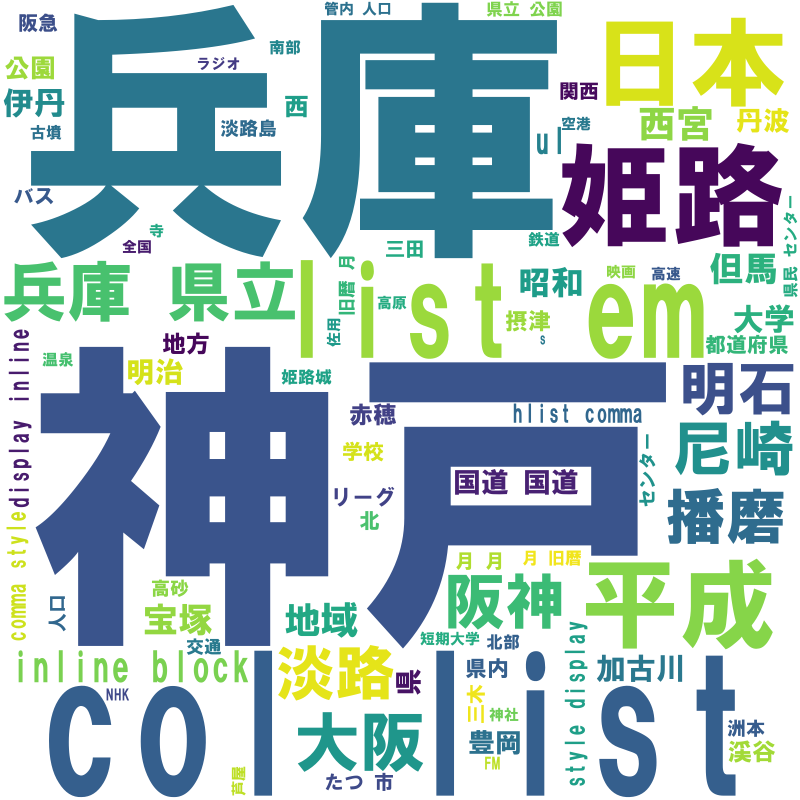 阪急
管内 人口
県立 公園
兵庫
日本
公園
ラジオ
南部
関西
伊丹
西
西宮
丹波
古墳
淡路島
空港
ul
姫路
バス
寺
全国
三田
鉄道
県民 センター
兵庫 県立
list em
旧暦 月
昭和
映画
高速
但馬
高原
佐用
摂津
s
大学
都道府県
地方
温泉
明治
姫路城
display inline
神戸
赤穂
hlist comma
明石
学校
尼崎
国道 国道
センター
リーグ
播磨
北
comma style
月 月
月 旧暦
高砂
阪神
平成
人口
宝塚
地域
交通
短期大学
北部
inline block
淡路
県
県内
style display
加古川
col list
NHK
三木
神社
大阪
豊岡
洲本
渓谷
FM
芦屋
たつ 市